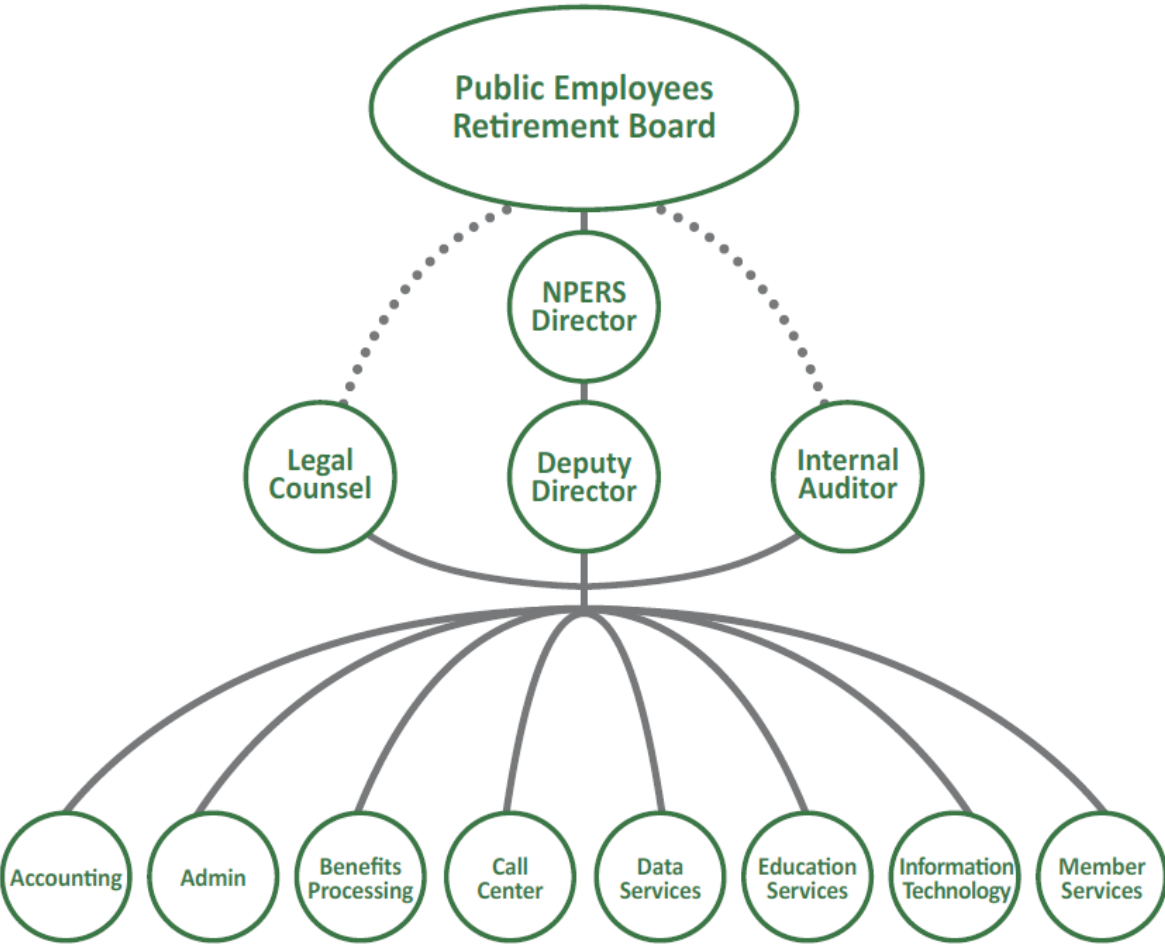 Public Employees
Retirement Board
NPERS
Director
Legal
Counsel
Deputy
Director
Internal
Auditor
Accounting
Admin
Benefits
Processing
Call
Center
Data
Services
Education
Services
Information
Technology
Member
Services